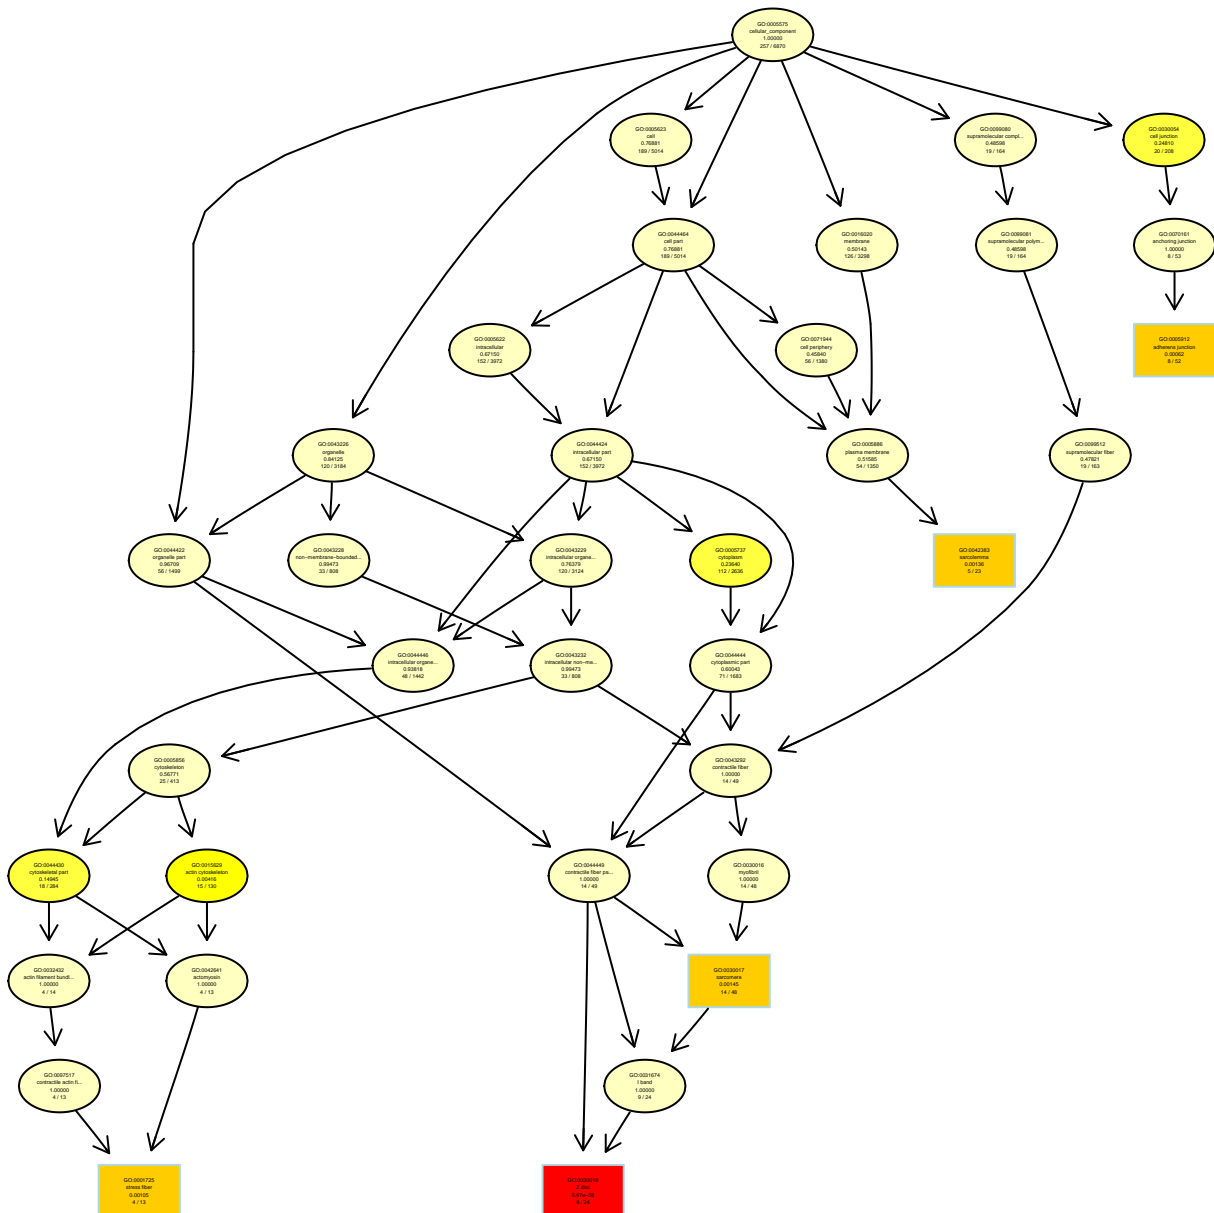 GO:0005575
cellular_component
1.00000
257 / 6870
GO:0005623
cell
0.76881
189 / 5014
GO:0099080
supramolecular compl...
0.48598
19 / 164
GO:0030054
cell junction
0.24810
20 / 208
GO:0044464
cell part
0.76881
189 / 5014
GO:0016020
membrane
0.50143
126 / 3298
GO:0099081
supramolecular polym...
0.48598
19 / 164
GO:0070161
anchoring junction
1.00000
8 / 53
GO:0005622
intracellular
0.67150
152 / 3972
GO:0071944
cell periphery
0.45840
56 / 1380
GO:0005912
adherens junction
0.00062
8 / 52
GO:0043226
organelle
0.84125
120 / 3184
GO:0044424
intracellular part
0.67150
152 / 3972
GO:0005886
plasma membrane
0.51585
54 / 1350
GO:0099512
supramolecular fiber
0.47821
19 / 163
GO:0044422
organelle part
0.96709
56 / 1499
GO:0043228
non−membrane−bounded...
0.99473
33 / 808
GO:0043229
intracellular organe...
0.76379
120 / 3124
GO:0005737
cytoplasm
0.23640
112 / 2636
GO:0042383
sarcolemma
0.00136
5 / 23
GO:0044446
intracellular organe...
0.93818
48 / 1442
GO:0043232
intracellular non−me...
0.99473
33 / 808
GO:0044444
cytoplasmic part
0.60043
71 / 1683
GO:0005856
cytoskeleton
0.56771
25 / 413
GO:0043292
contractile fiber
1.00000
14 / 49
GO:0044430
cytoskeletal part
0.14945
18 / 284
GO:0015629
actin cytoskeleton
0.00416
15 / 130
GO:0044449
contractile fiber pa...
1.00000
14 / 49
GO:0030016
myofibril
1.00000
14 / 48
GO:0032432
actin filament bundl...
1.00000
4 / 14
GO:0042641
actomyosin
1.00000
4 / 13
GO:0030017
sarcomere
0.00145
14 / 48
GO:0097517
contractile actin fi...
1.00000
4 / 13
GO:0031674
I band
1.00000
9 / 24
GO:0001725
stress fiber
0.00105
4 / 13
GO:0030018
Z disc
9 / 24